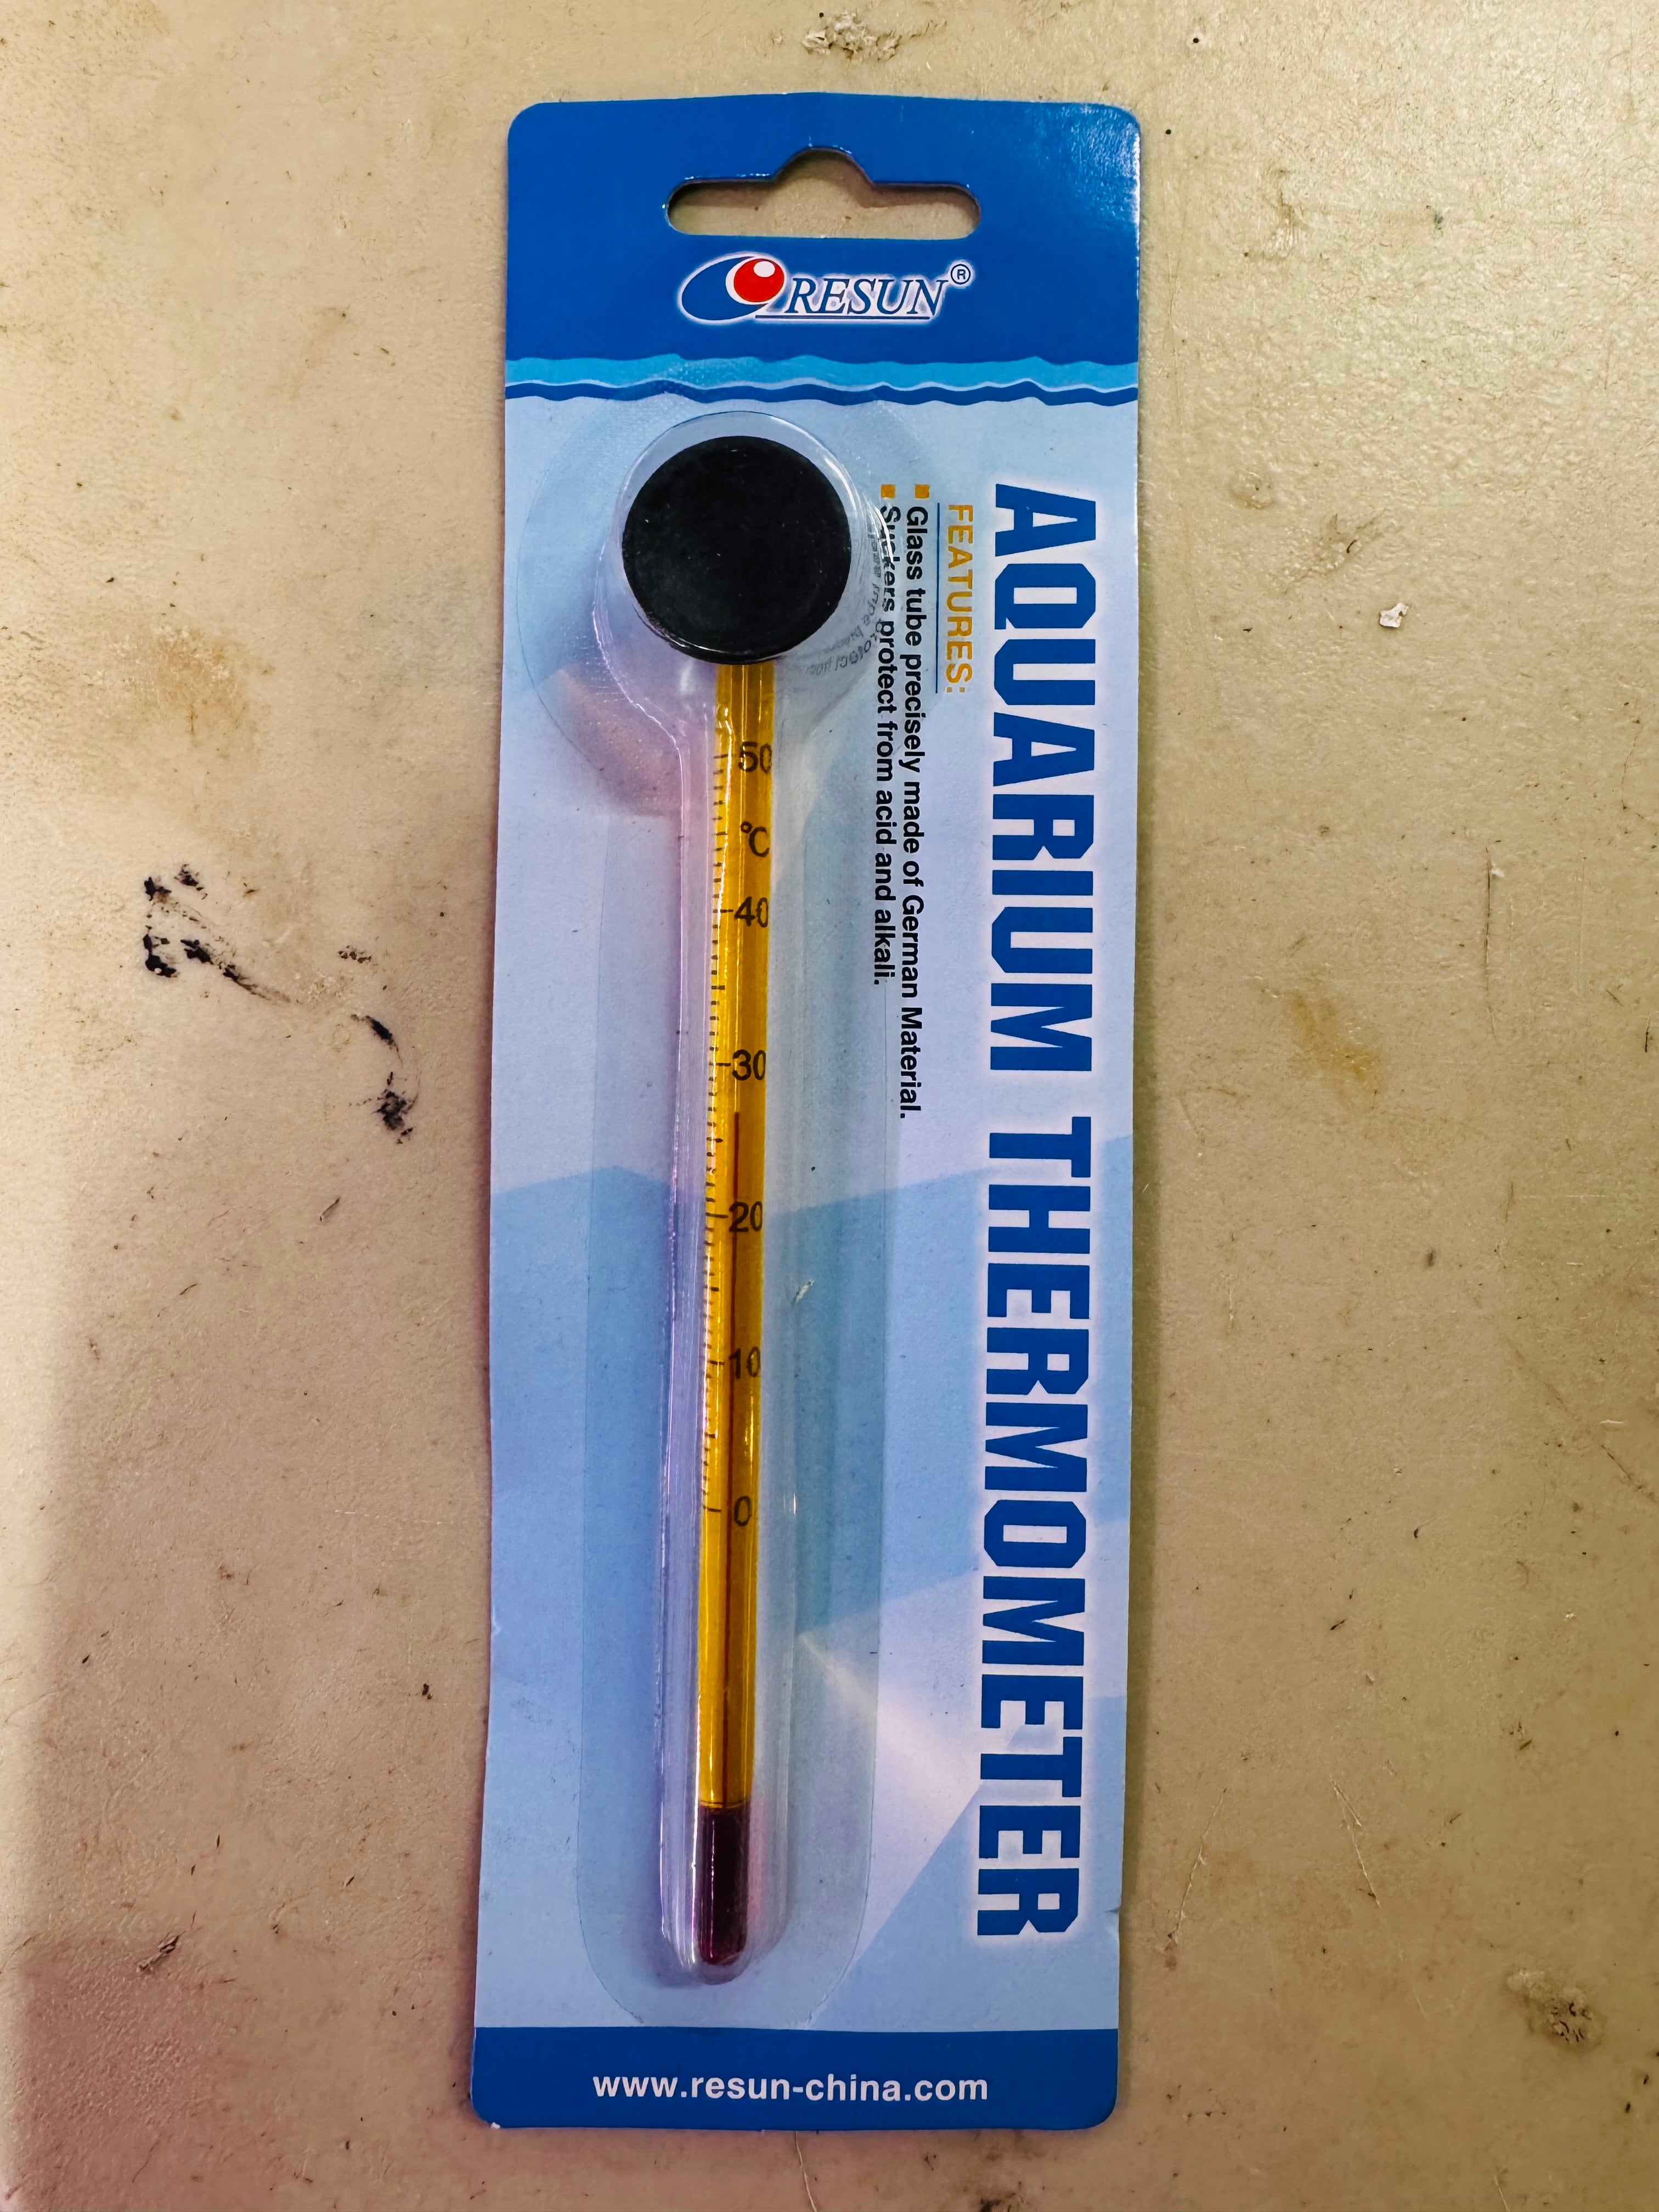 RESUN®
AQUARIUM THERMOMETER
FEATURES:
▪ Glass tube precisely made of German Material.
▪ Suckers protect from acid and alkali.
50
°C
40
30
20
10
0
www.resun-china.com